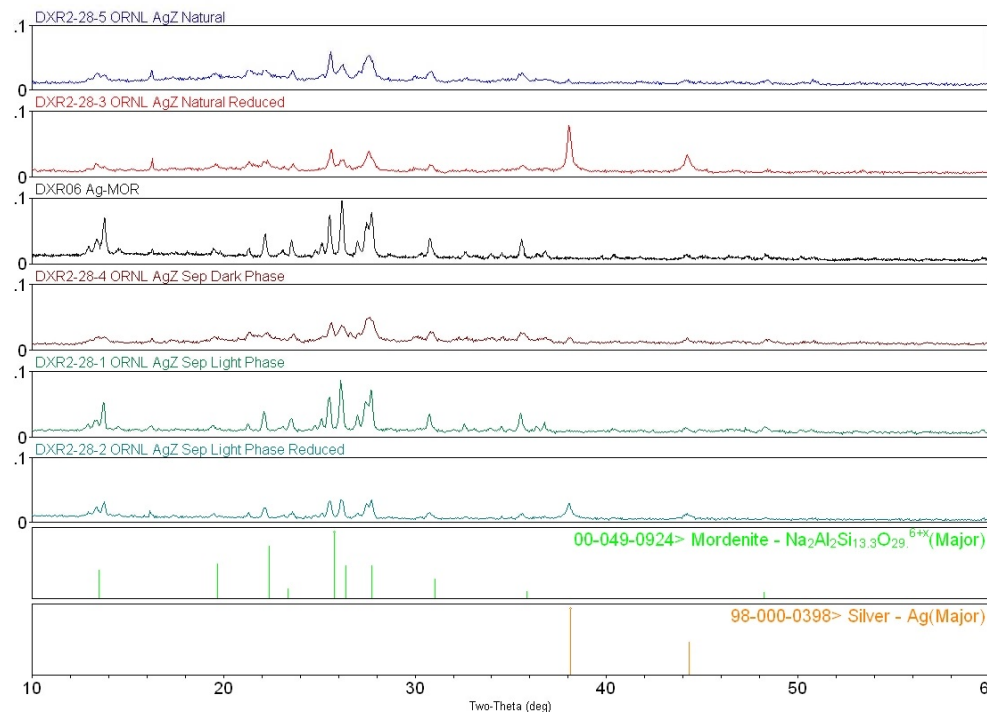 DXR2-28-5 ORNL AgZ Natural
.1
0
DXR2-28-3 ORNL AgZ Natural Reduced
.1
0
DXR06 Ag-MOR
.1
0
DXR2-28-4 ORNL AgZ Sep Dark Phase
.1
0
DXR2-28-1 ORNL AgZ Sep Light Phase
.1
0
DXR2-28-2 ORNL AgZ Sep Light Phase Reduced
.1
0
00-049-0924> Mordenite - Na₂Al₂Si₁₃.₃O₂₉.⁶⁺ˣ(Major)
98-000-0398> Silver - Ag(Major)
10 20 30 40 50 6
Two-Theta (deg)